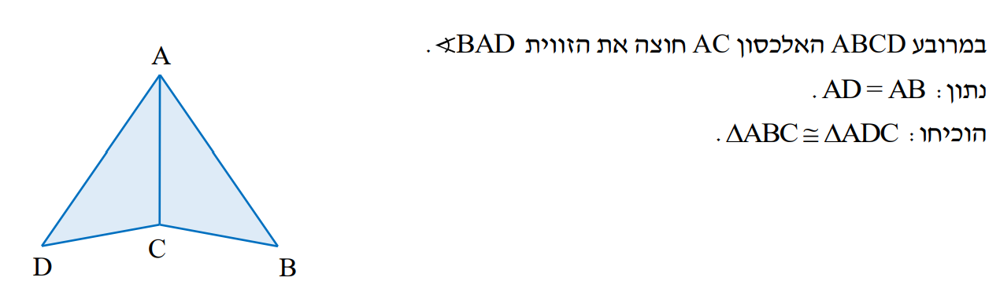 במרובע ABCD האלכסון AC חוצה את הזווית ∢BAD .
נתון : AD = AB .
הוכיחו : ΔABC ≅ ΔADC .
A
C
D
B